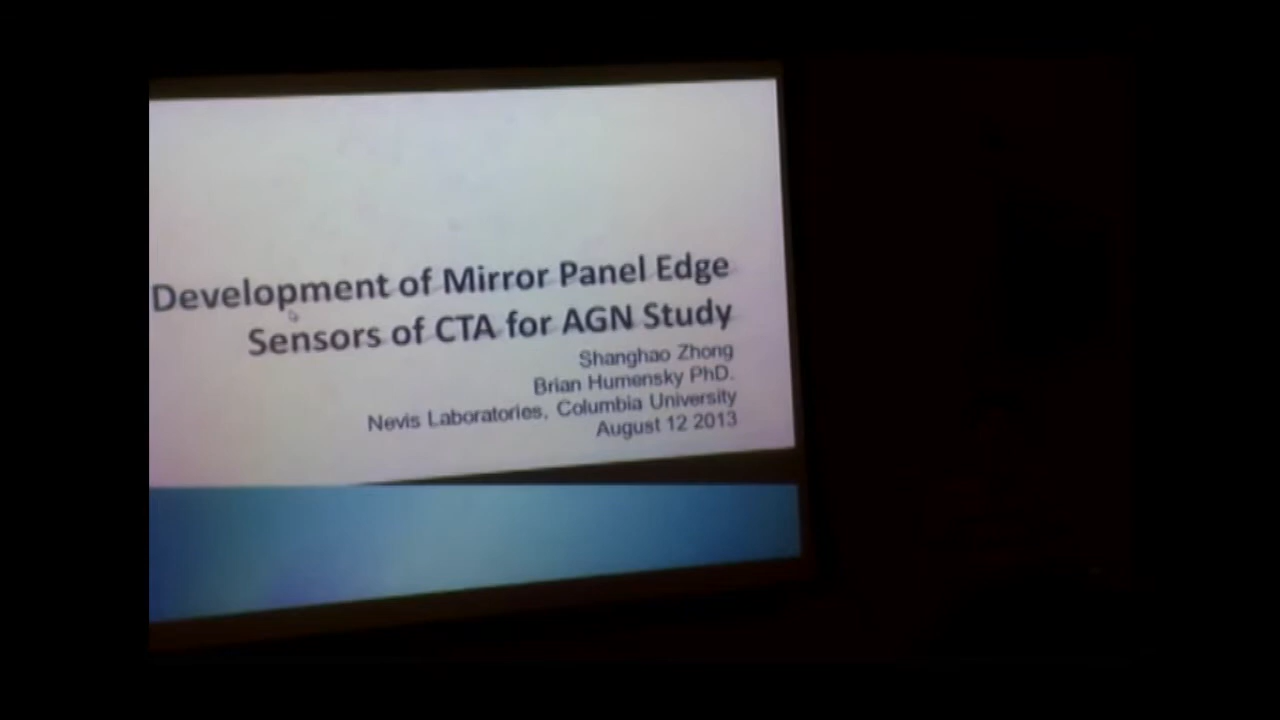 Development of Mirror Panel Edge
Sensors of CTA for AGN Study
Shanghao Zhong
Brian Humensky PhD.
Nevis Laboratories, Columbia University
August 12 2013